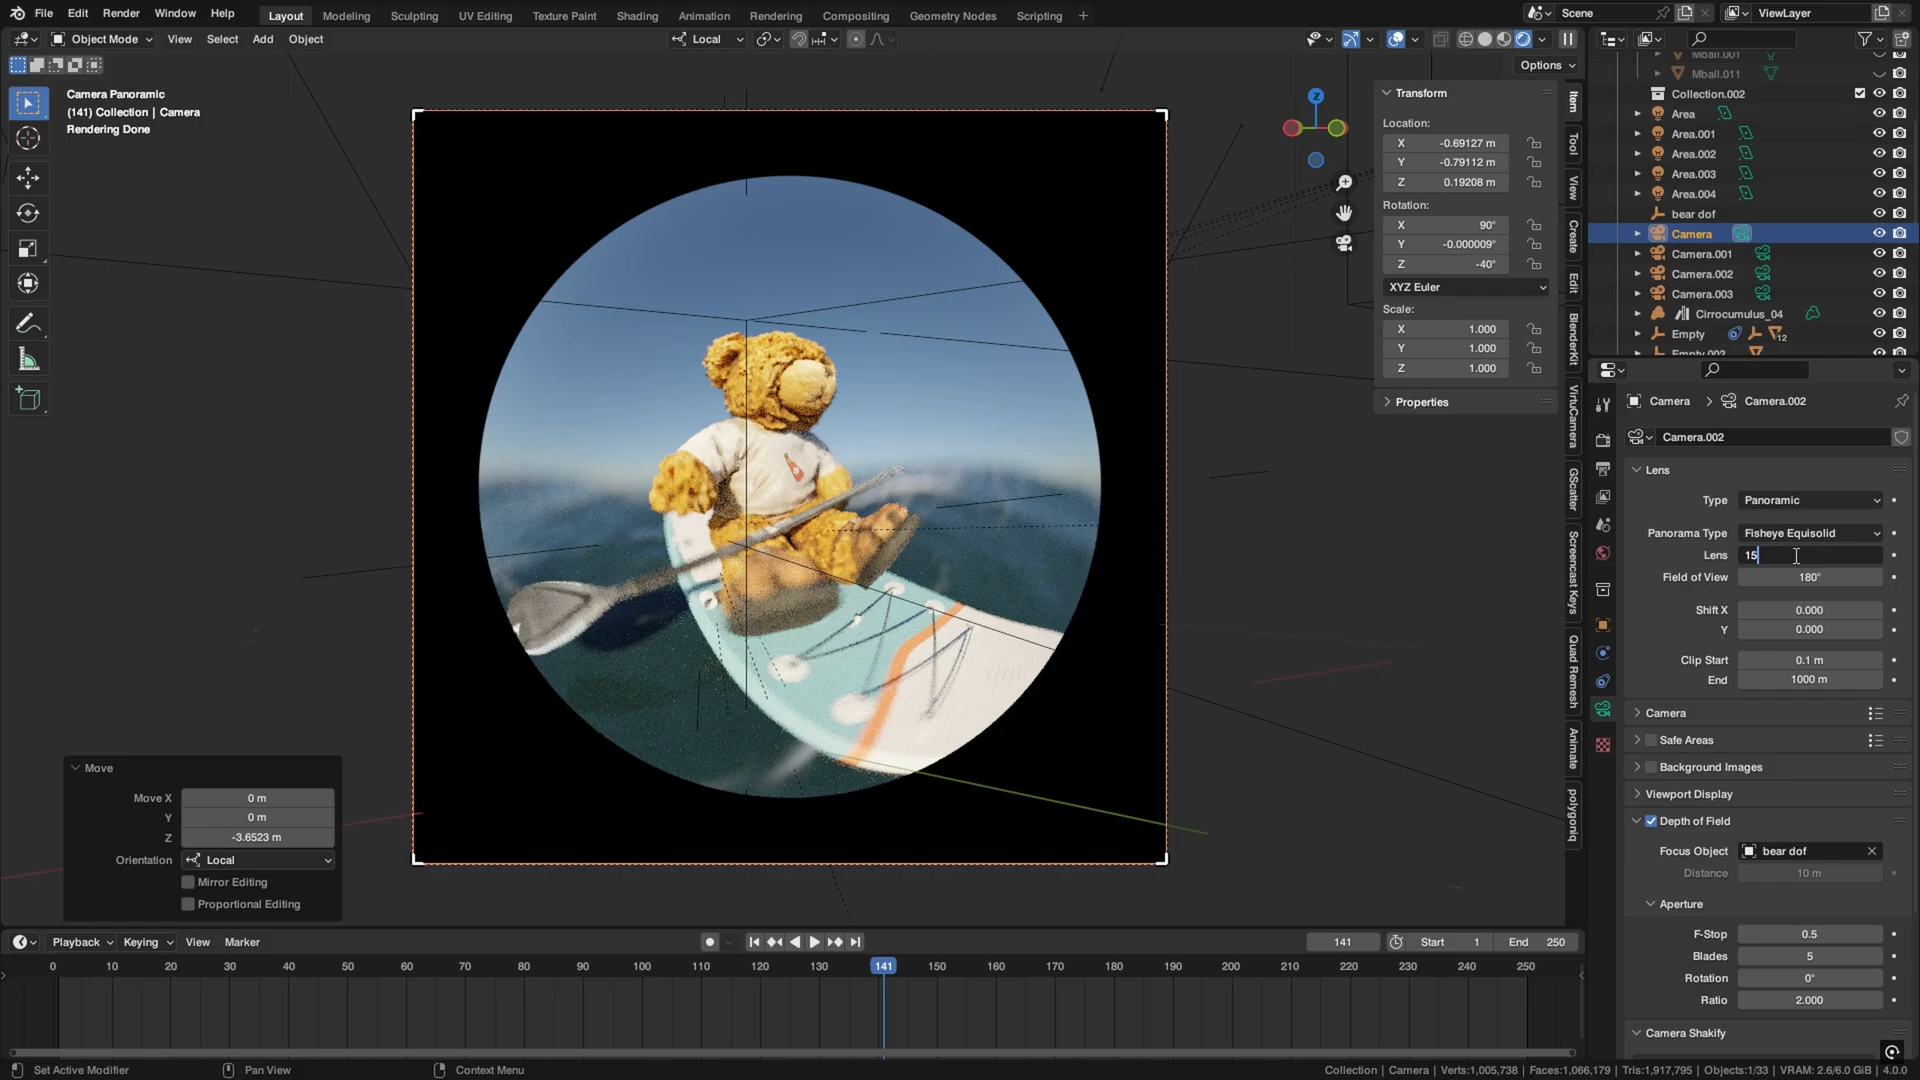 File Edit Render Window Help Layout Modeling Sculpting UV Editing Texture Paint Shading Animation Rendering Compositing Geometry Nodes Scripting + Scene ViewLayer
Object Mode View Select Add Object Local
Options
Camera Panoramic
(141) Collection | Camera
Rendering Done
Z
Transform
Location:
X -0.69127 m
Y -0.79112 m
Z 0.19208 m
Rotation:
X 90°
Y -0.000009°
Z -40°
XYZ Euler
Scale:
X 1.000
Y 1.000
Z 1.000
Properties
Item
Tool
View
Create
Edit
BlenderKit
VirtuCamera
GScatter
Screencast Keys
Quad Remesh
Animate
polygoniq
Mball.001
Mball.011
Collection.002
Area
Area.001
Area.002
Area.003
Area.004
bear dof
Camera
Camera.001
Camera.002
Camera.003
Cirrocumulus_04
Empty 12
Empty.002
Camera > Camera.002
Camera.002
Lens
Type Panoramic
Panorama Type Fisheye Equisolid
Lens 15
Field of View 180°
Shift X 0.000
Y 0.000
Clip Start 0.1 m
End 1000 m
Camera
Safe Areas
Background Images
Viewport Display
Depth of Field
Focus Object bear dof
Distance 10 m
Aperture
F-Stop 0.5
Blades 5
Rotation 0°
Ratio 2.000
Camera Shakify
Move
Move X 0 m
Y 0 m
Z -3.6523 m
Orientation Local
Mirror Editing
Proportional Editing
Playback Keying View Marker 141 Start 1 End 250
0 10 20 30 40 50 60 70 80 90 100 110 120 130 141 150 160 170 180 190 200 210 220 230 240 250
Set Active Modifier Pan View Context Menu Collection | Camera | Verts:1,005,738 | Faces:1,066,179 | Tris:1,917,795 | Objects:1/33 | VRAM: 2.6/6.0 GiB | 4.0.0